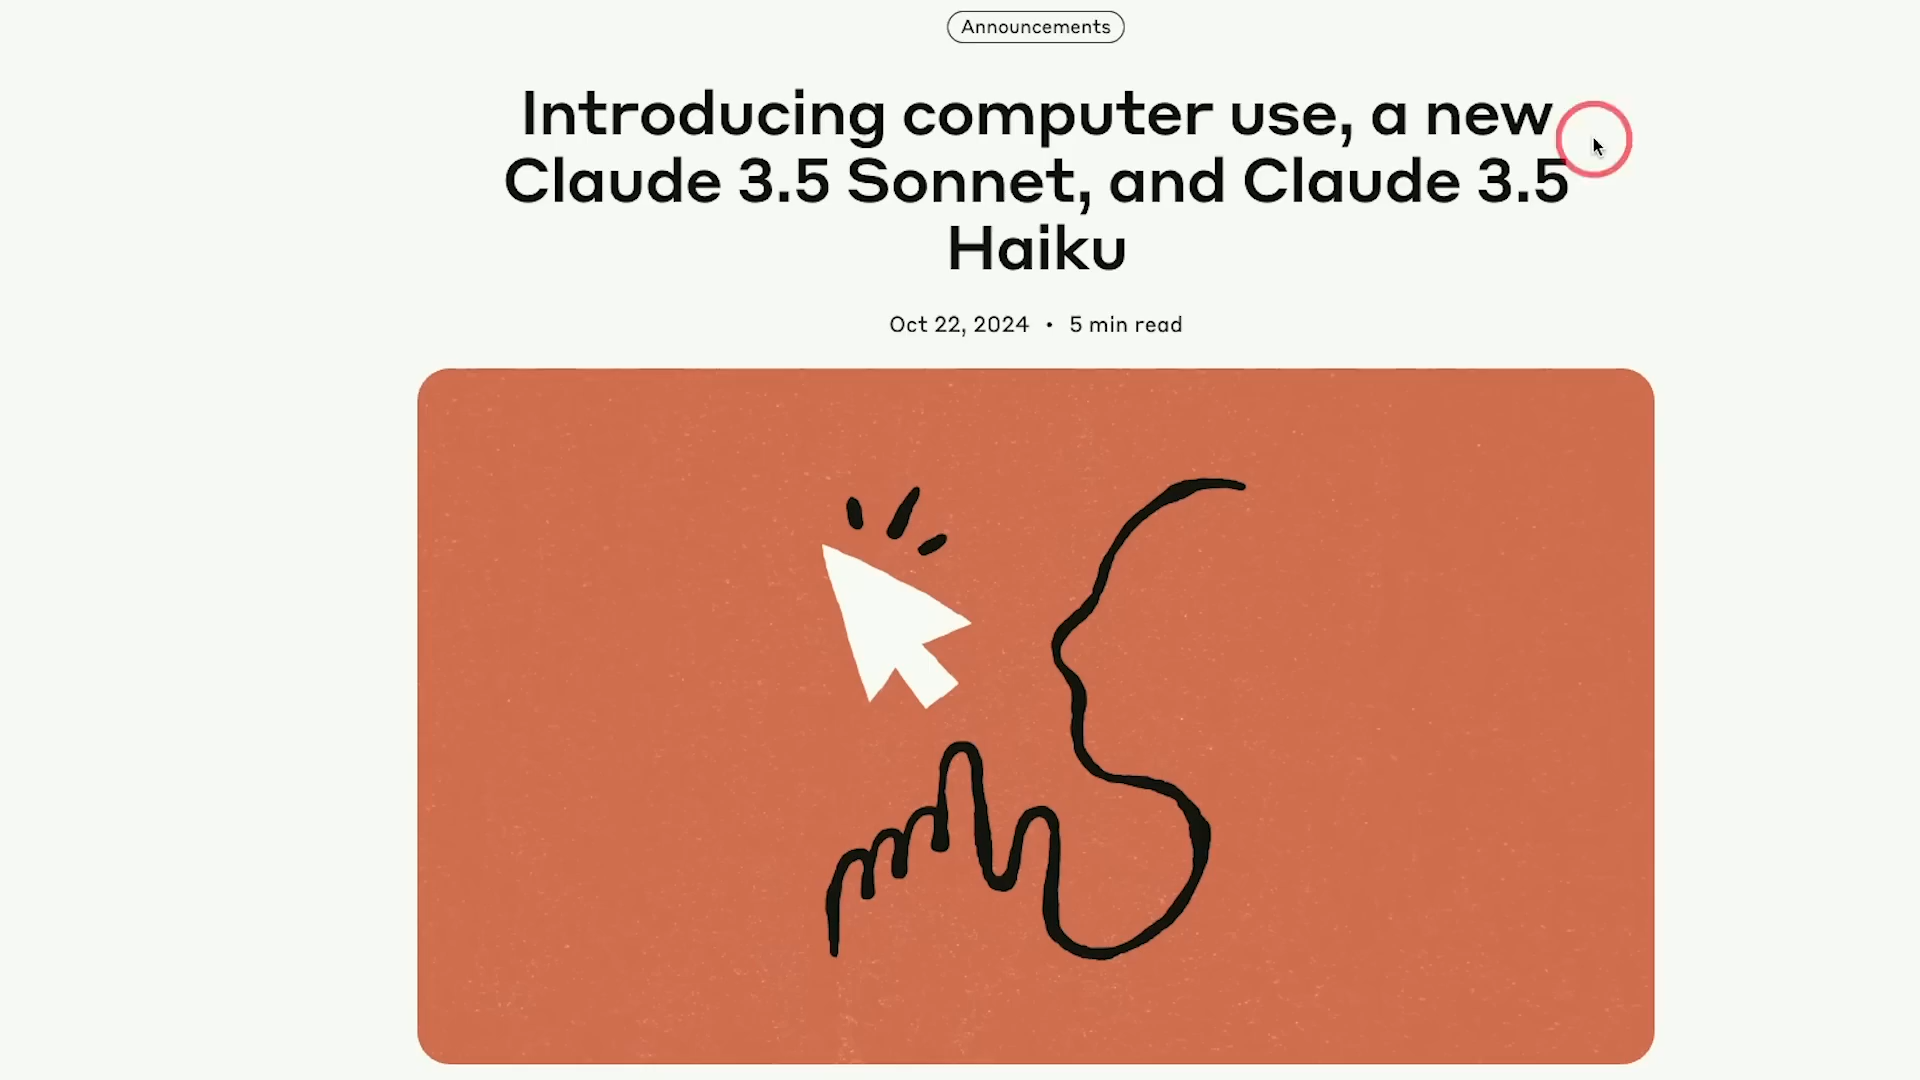 Announcements
Introducing computer use, a new
Claude 3.5 Sonnet, and Claude 3.5
Haiku
Oct 22, 2024 • 5 min read